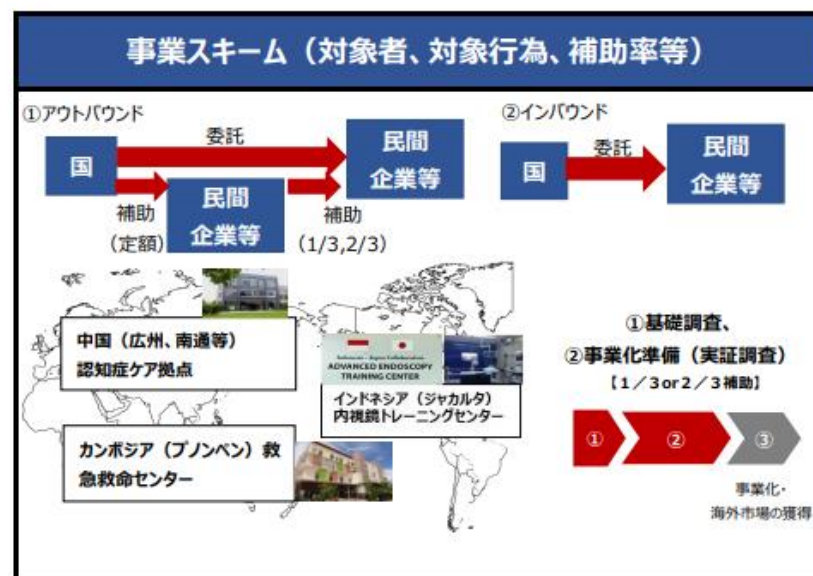 事業スキーム（対象者、対象行為、補助率等）
①アウトバウンド
国
委託
民間
企業等
補助
（定額）
民間
企業等
補助
（1/3,2/3）
②インバウンド
国
委託
民間
企業等
中国（広州、南通等）
認知症ケア拠点
Indonesia - Japan Collaboration
ADVANCED ENDOSCOPY
TRAINING CENTER
インドネシア（ジャカルタ）
内視鏡トレーニングセンター
カンボジア（プノンペン）救
急救命センター
①基礎調査、
②事業化準備（実証調査）
【１／３or２／３補助】
①
②
③
事業化・
海外市場の獲得